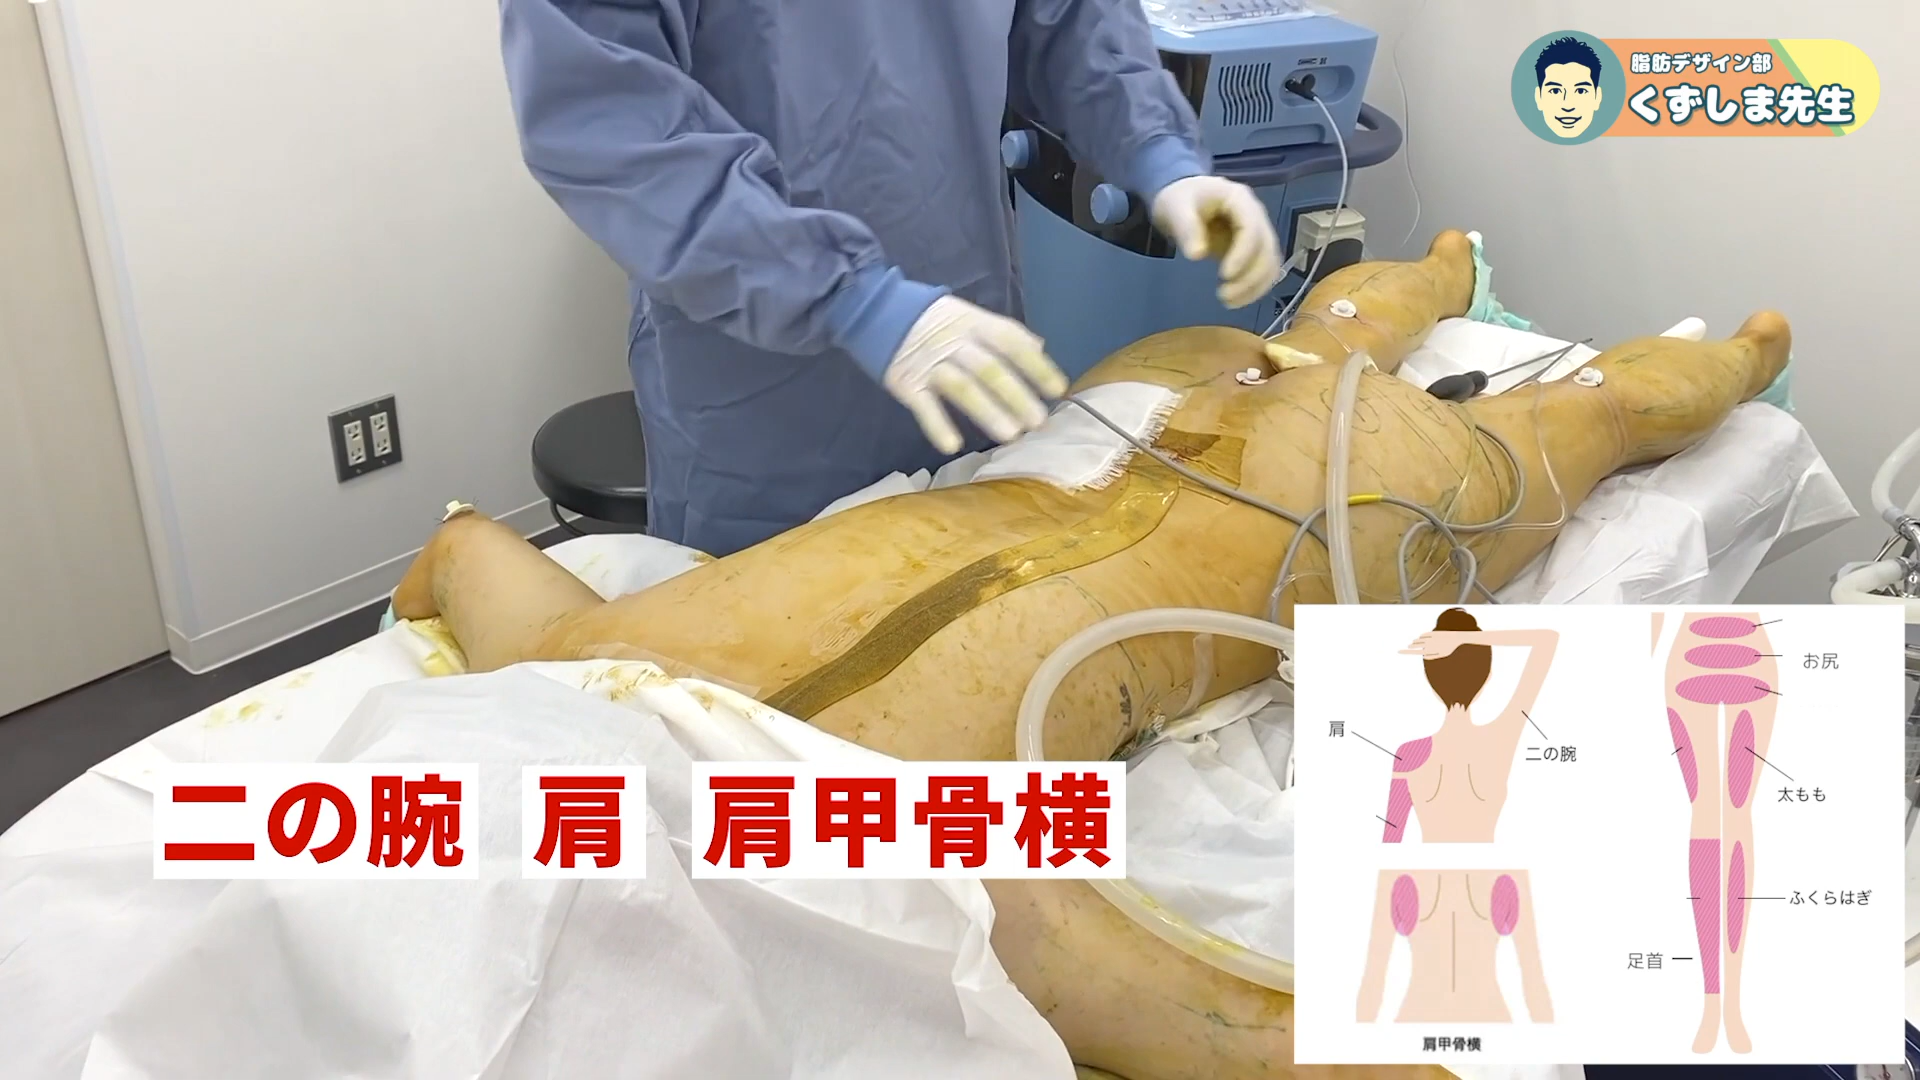 脂肪デザイン部
くずしま先生
二の腕 肩 肩甲骨横
肩
二の腕
肩甲骨横
お尻
太もも
ふくらはぎ
足首